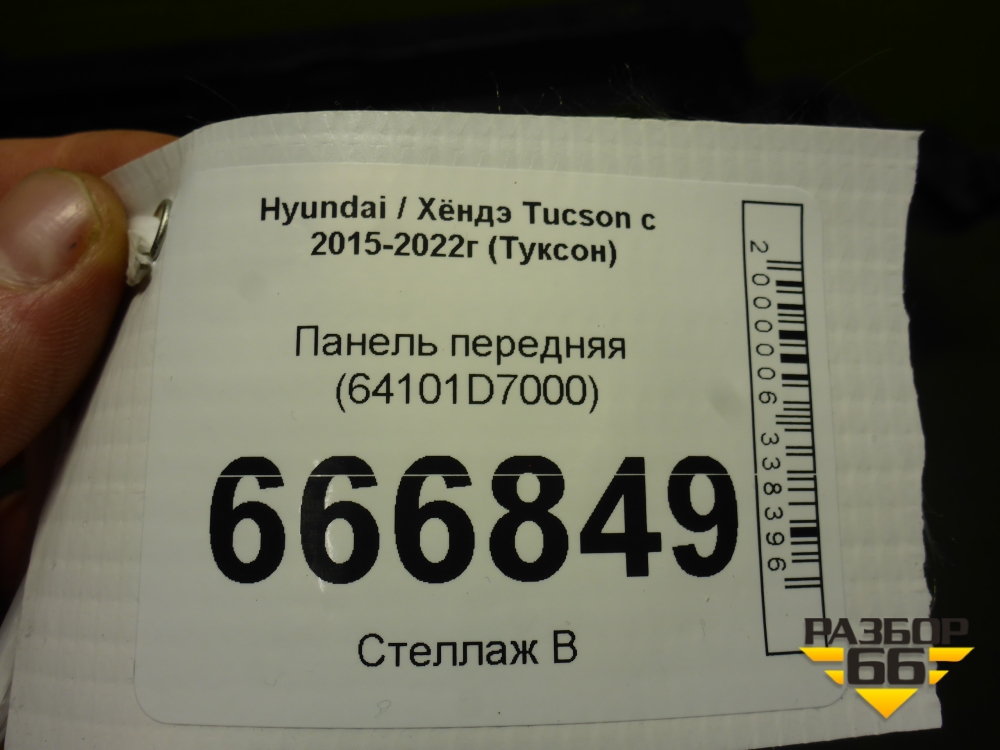 Hyundai / Хёндэ Tucson с
2015-2022г (Туксон)
Панель передняя
(64101D7000)
666849
Стеллаж В
2000006338396
РАЗБОР
66